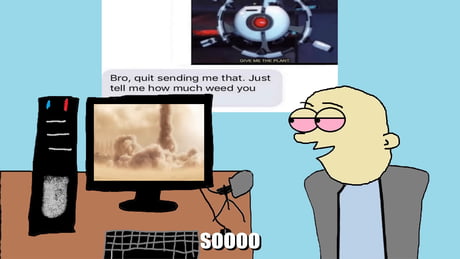 GIVE ME THE PLANT
Bro, quit sending me that. Just
tell me how much weed you
SOOOO